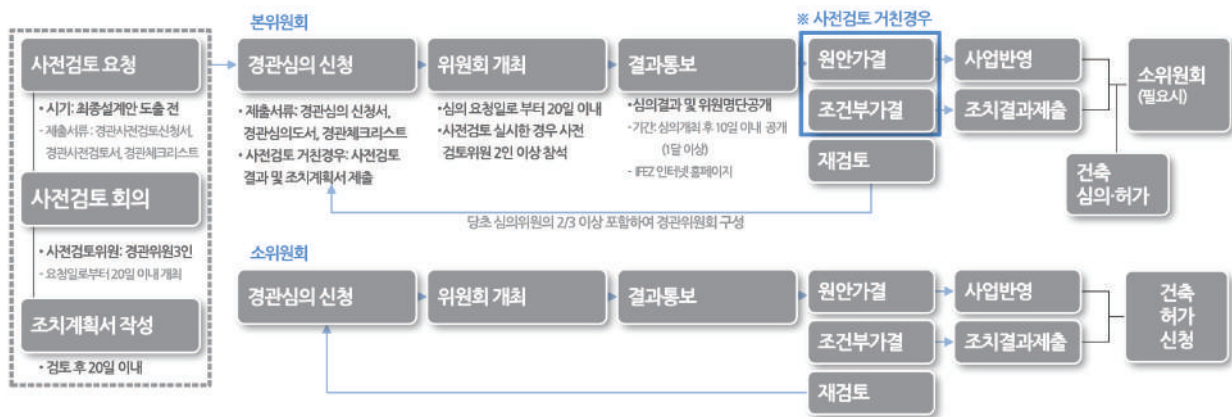 사전검토 요청
• 시기: 최종설계안 도출 전
- 제출서류 : 경관사전검토신청서,
경관사전검토서, 경관체크리스트
사전검토 회의
• 사전검토위원: 경관위원3인
- 요청일로부터 20일 이내 개최
조치계획서 작성
• 검토 후 20일 이내
본위원회
경관심의 신청
• 제출서류: 경관심의 신청서,
경관심의도서, 경관체크리스트
• 사전검토 거친경우: 사전검토
결과 및 조치계획서 제출
위원회 개최
•심의 요청일로 부터 20일 이내
•사전검토 실시한 경우 사전
검토위원 2인 이상 참석
결과통보
•심의결과 및 위원명단공개
-기간: 심의개최 후 10일 이내 공개
(1달 이상)
- IFEZ 인터넷 홈페이지
※ 사전검토 거친경우
원안가결
조건부가결
재검토
사업반영
조치결과제출
소위원회
(필요시)
건축
심의·허가
당초 심의위원의 2/3 이상 포함하여 경관위원회 구성
소위원회
경관심의 신청
위원회 개최
결과통보
원안가결
조건부가결
재검토
사업반영
조치결과제출
건축
허가
신청